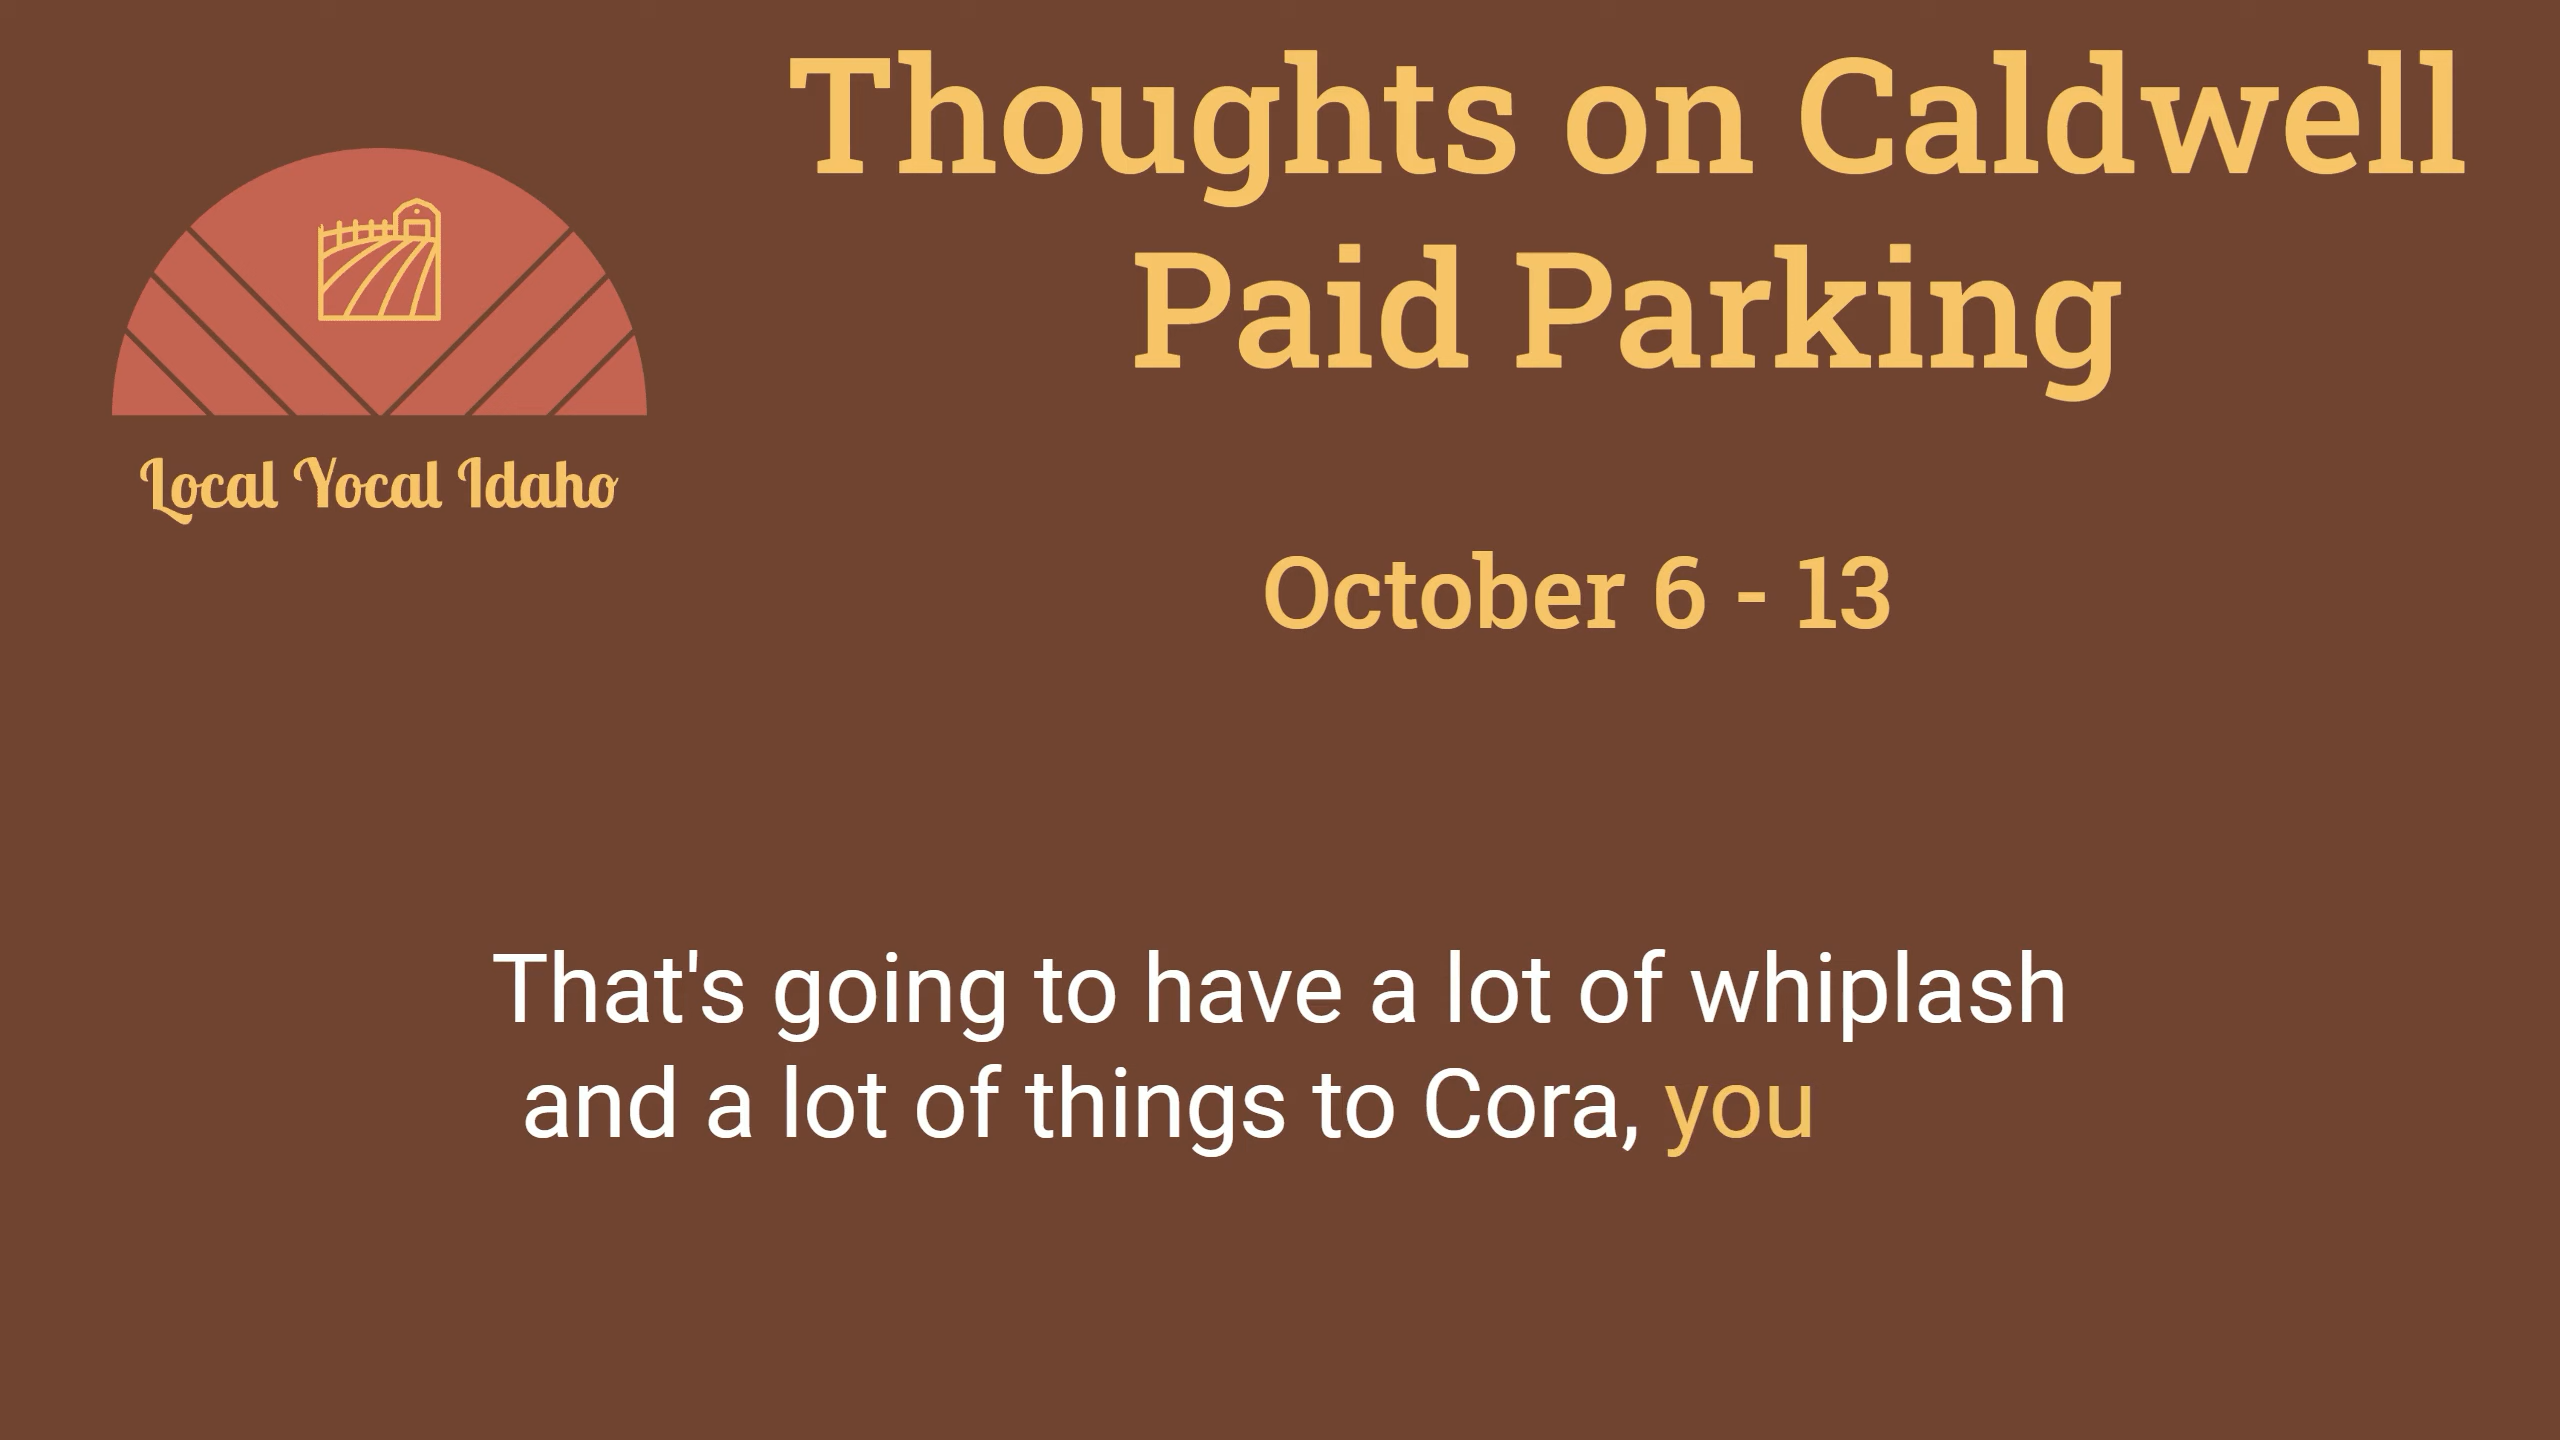 Thoughts on Caldwell
Paid Parking
Local Yocal Idaho
October 6 - 13
That's going to have a lot of whiplash
and a lot of things to Cora, you